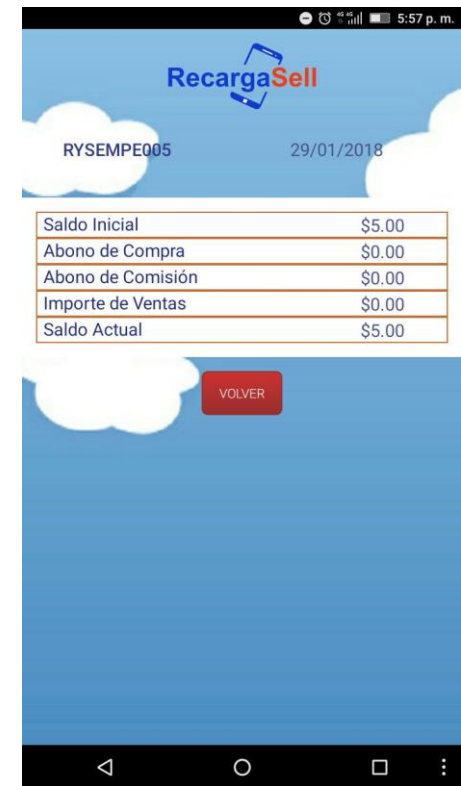 5:57 p. m.
RecargaSell
RYSEMPE005 29/01/2018
Saldo Inicial $5.00
Abono de Compra $0.00
Abono de Comisión $0.00
Importe de Ventas $0.00
Saldo Actual $5.00
VOLVER